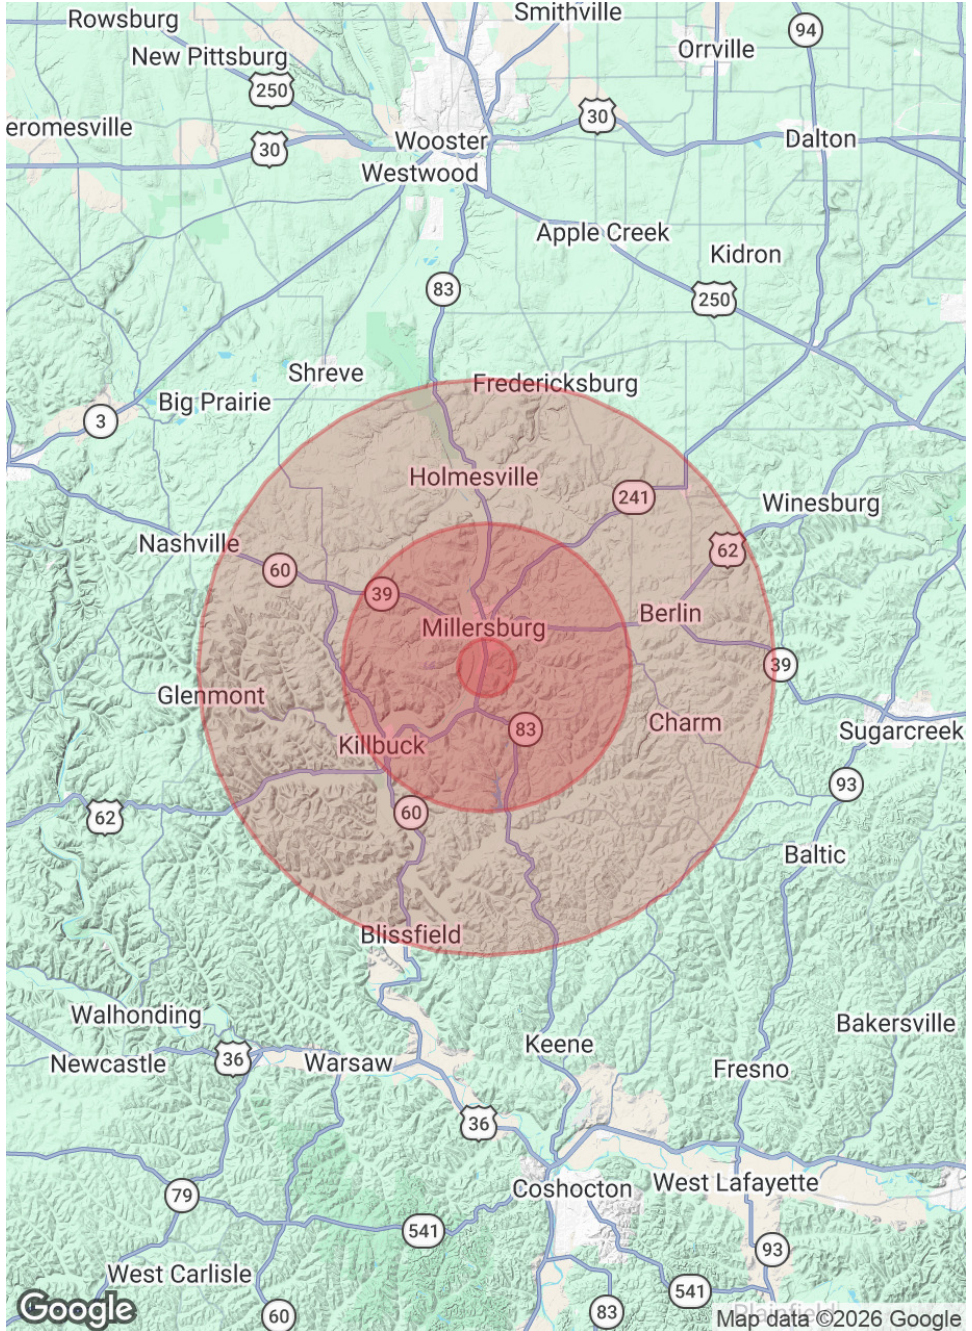 Smithville
Rowsburg
94
Orrville
New Pittsburg
250
30
eromesville
Wooster
Dalton
30
Westwood
Apple Creek
Kidron
83
250
Shreve
Fredericksburg
Big Prairie
3
Holmesville
241
Winesburg
Nashville
62
60
39
Berlin
Millersburg
39
Glenmont
Charm
83
Sugarcreek
Killbuck
93
60
62
Baltic
Blissfield
Walhonding
Bakersville
Keene
36
Newcastle
Warsaw
Fresno
36
Coshocton
West Lafayette
79
541
93
West Carlisle
541
Google
60
83
Plainfield
Map data ©2026 Google